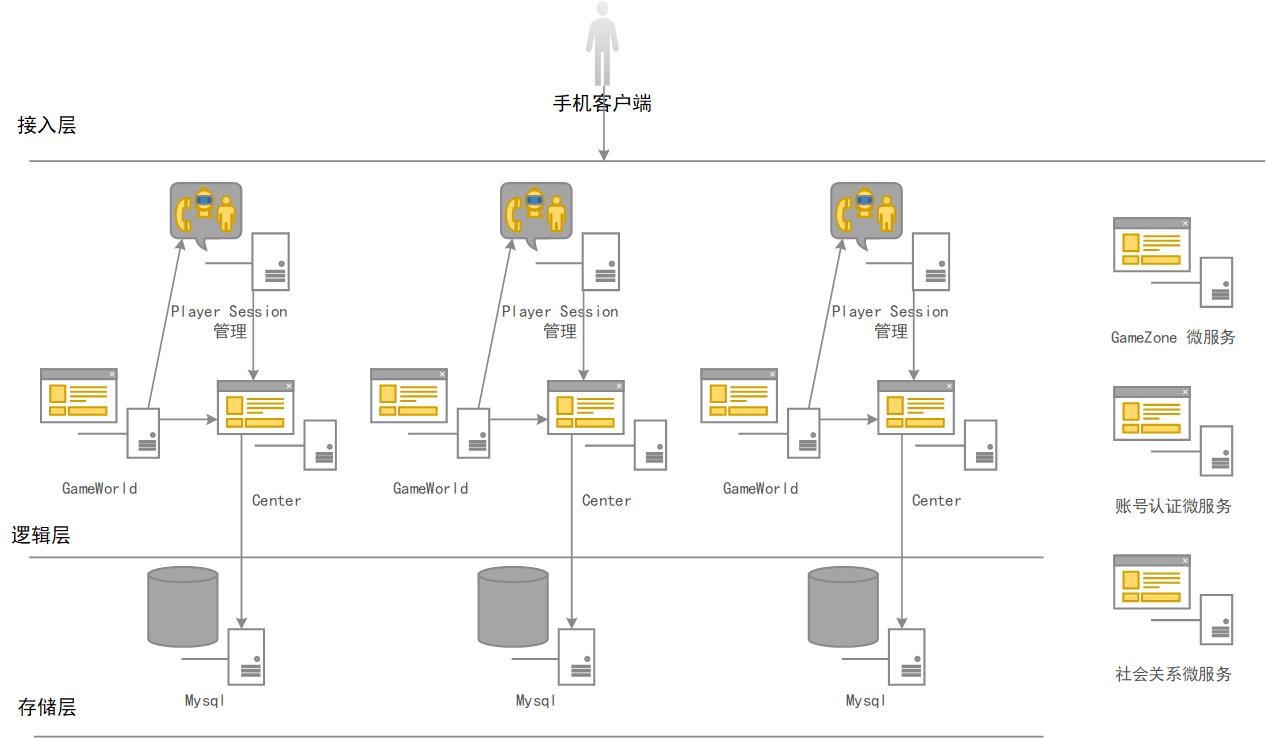 手机客户端
接入层
Player Session
管理
Player Session
管理
Player Session
管理
GameZone 微服务
GameWorld
Center
GameWorld
Center
GameWorld
Center
账号认证微服务
逻辑层
Mysql
Mysql
Mysql
社会关系微服务
存储层